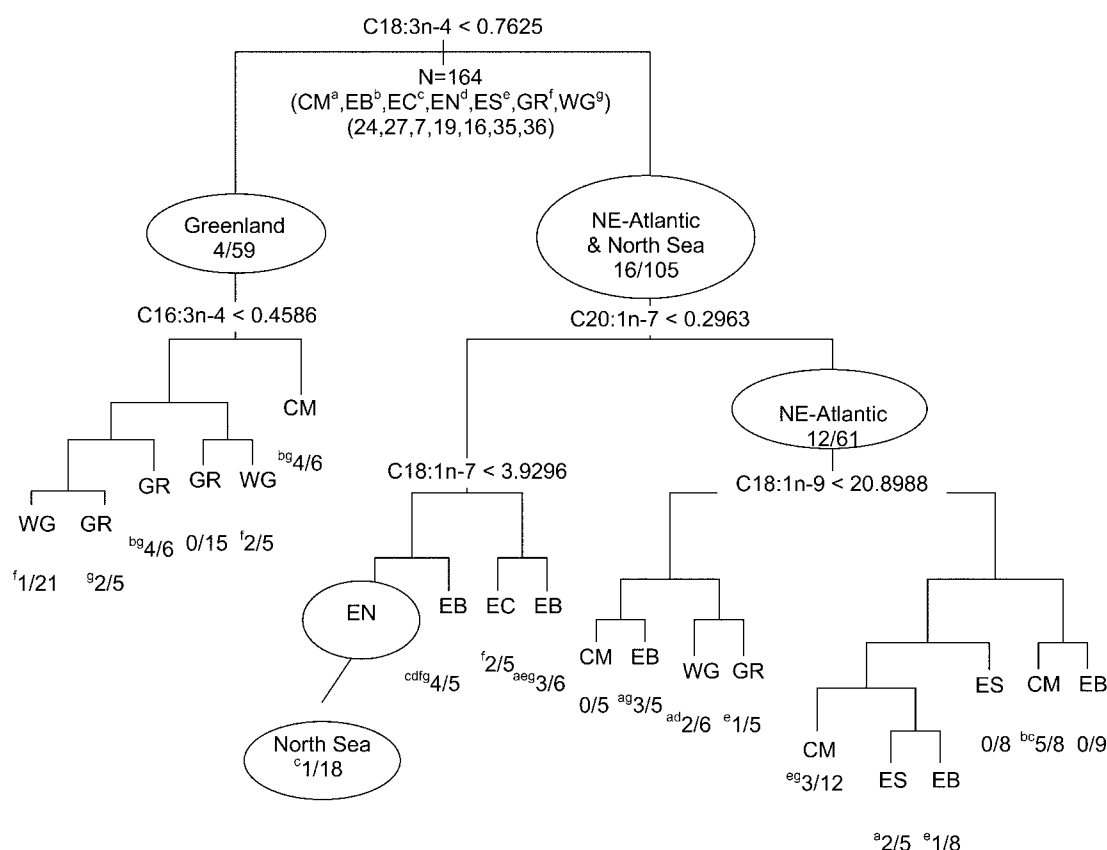 C18:3n-4 < 0.7625
N=164
(CMᵃ,EBᵇ,ECᶜ,ENᵈ,ESᵉ,GRᶠ,WGᵍ)
(24,27,7,19,16,35,36)
Greenland
4/59
NE-Atlantic
& North Sea
16/105
C16:3n-4 < 0.4586
C20:1n-7 < 0.2963
CM
ᵇᵍ4/6
GR
ᵇᵍ4/6
GR
0/15
WG
ᶠ2/5
WG
ᶠ1/21
GR
ᵍ2/5
NE-Atlantic
12/61
C18:1n-7 < 3.9296
C18:1n-9 < 20.8988
EN
North Sea
ᶜ1/18
EB
ᶜᵈᶠᵍ4/5
EC
ᶠ2/5
EB
ᵃᵉᵍ3/6
CM
0/5
EB
ᵃᵍ3/5
WG
ᵃᵈ2/6
GR
ᵉ1/5
CM
ᵉᵍ3/12
ES
ᵃ2/5
EB
ᵉ1/8
ES
0/8
CM
ᵇᶜ5/8
EB
0/9